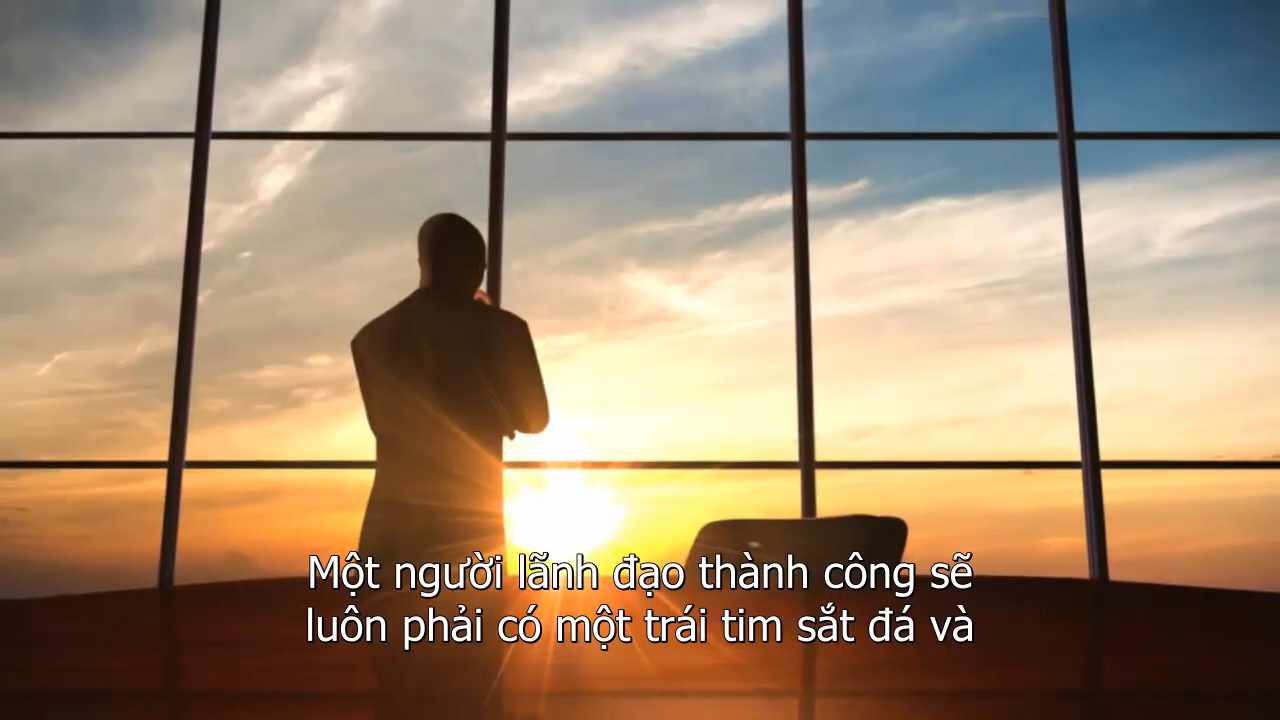 Một người lãnh đạo thành công sẽ
luôn phải có một trái tim sắt đá và